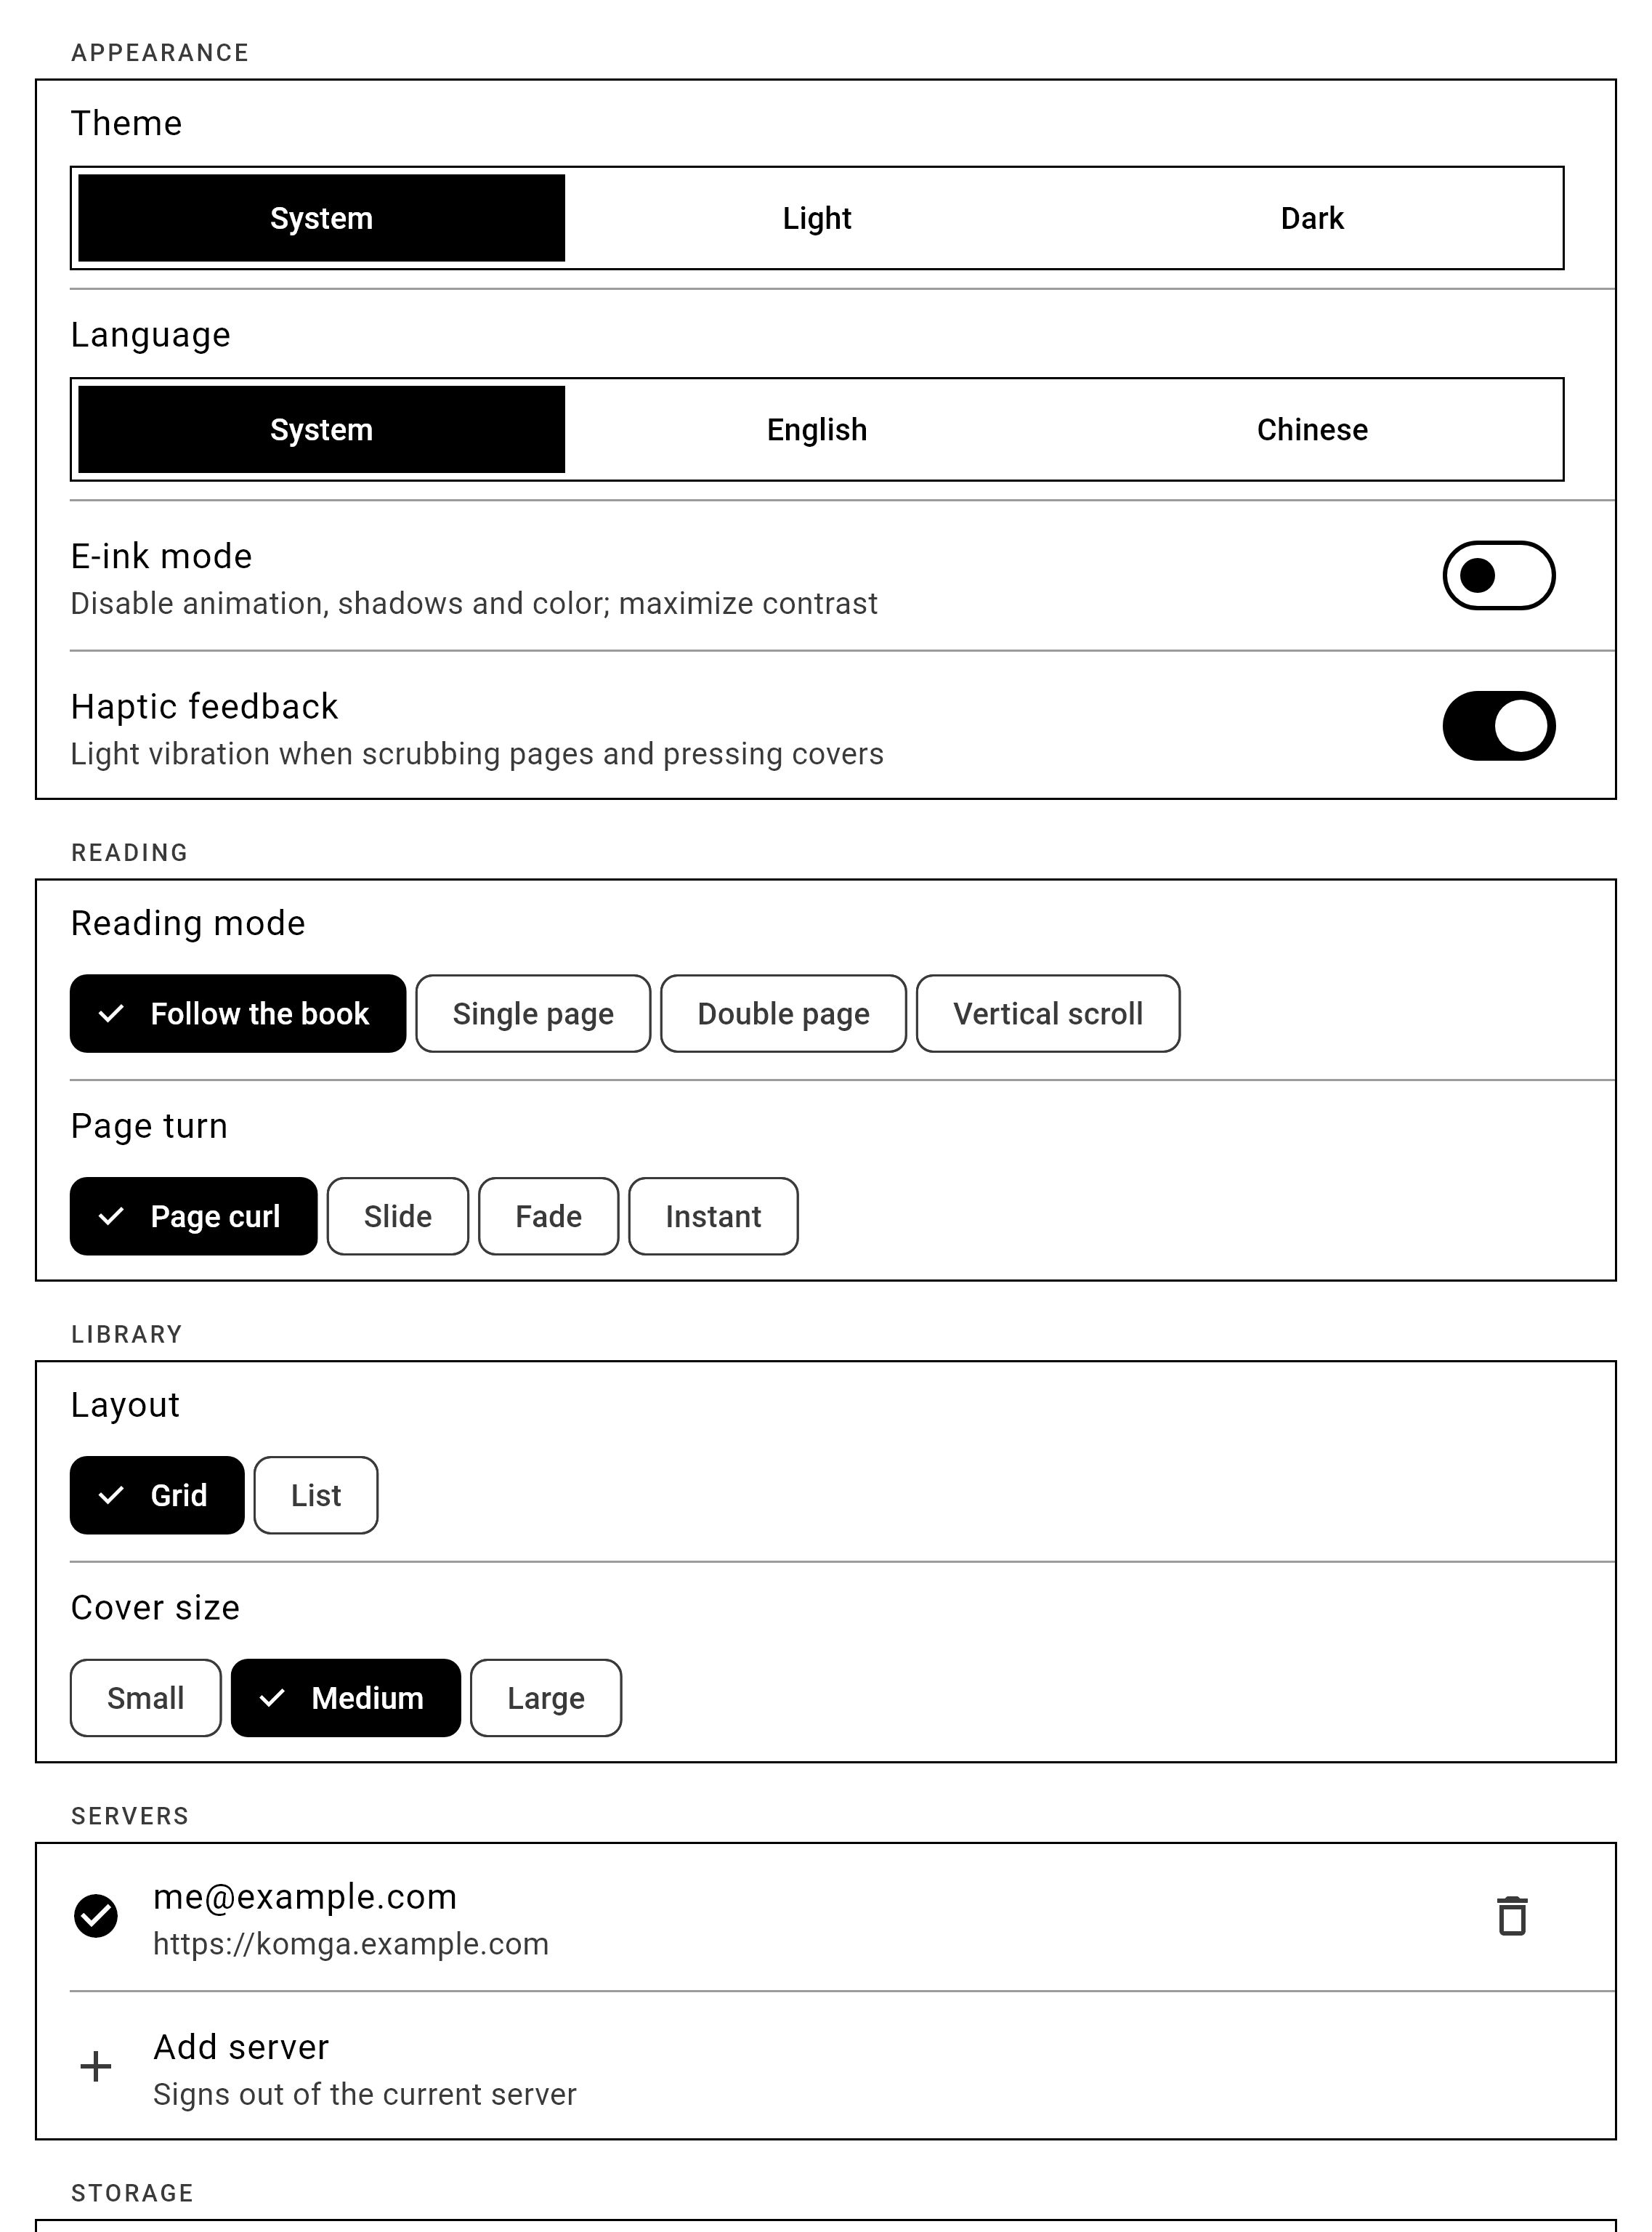 APPEARANCE
Theme
System Light Dark
Language
System English Chinese
E-ink mode
Disable animation, shadows and color; maximize contrast
Haptic feedback
Light vibration when scrubbing pages and pressing covers
READING
Reading mode
Follow the book Single page Double page Vertical scroll
Page turn
Page curl Slide Fade Instant
LIBRARY
Layout
Grid List
Cover size
Small Medium Large
SERVERS
me@example.com
https://komga.example.com
Add server
Signs out of the current server
STORAGE